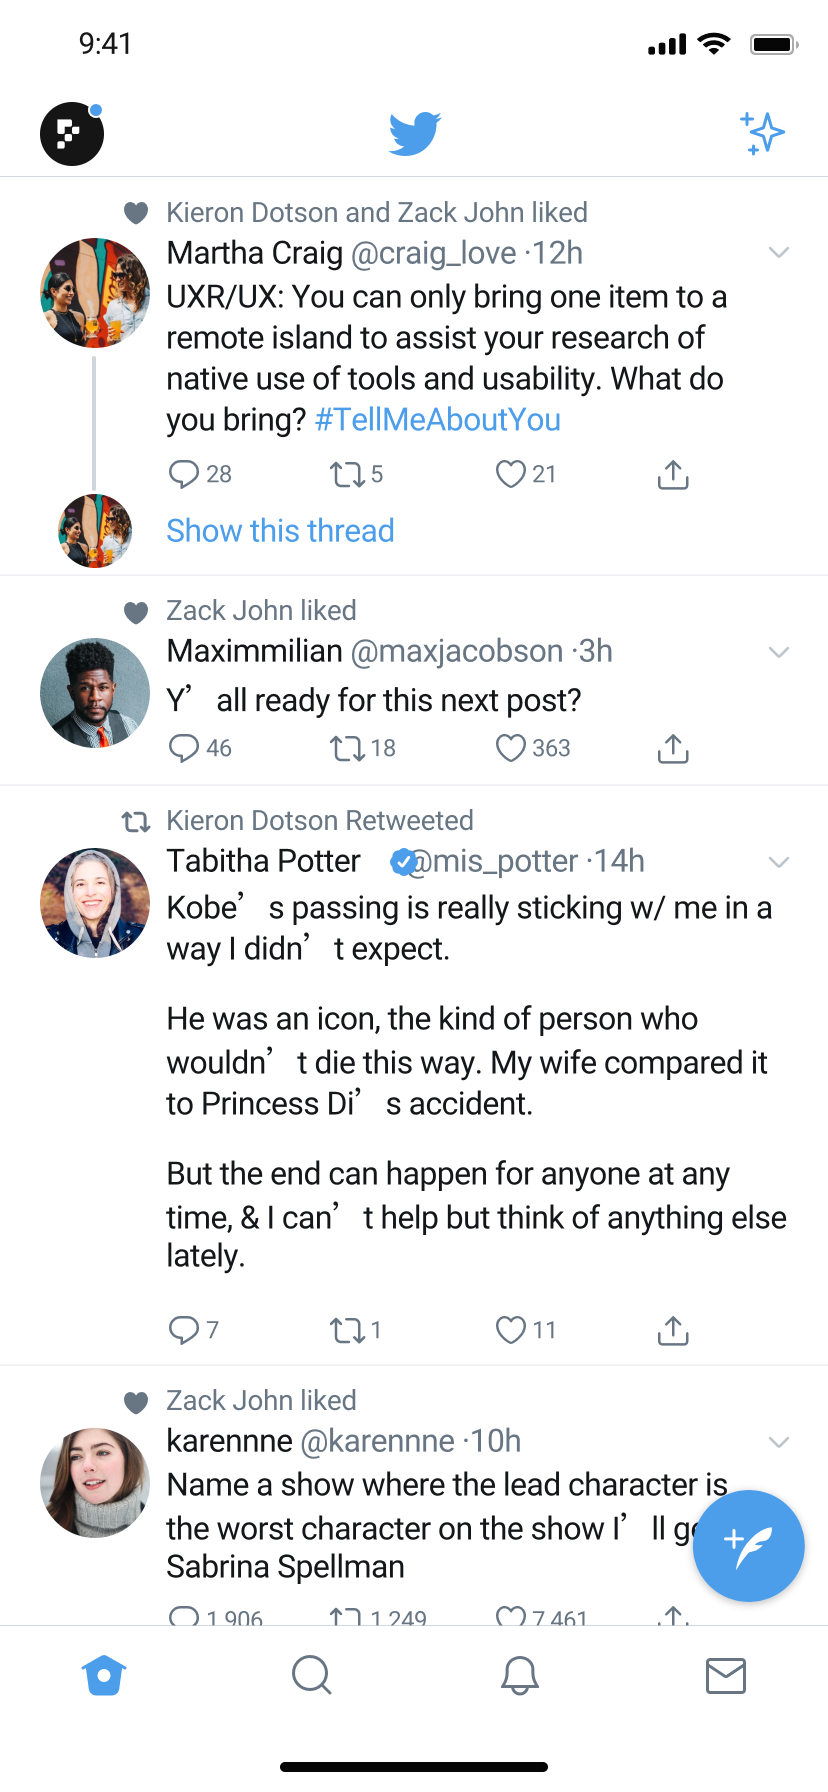 9:41
Kieron Dotson and Zack John liked
Martha Craig @craig_love ·12h
UXR/UX: You can only bring one item to a
remote island to assist your research of
native use of tools and usability. What do
you bring? #TellMeAboutYou
28 5 21
Show this thread
Zack John liked
Maximmilian @maxjacobson ·3h
Y’all ready for this next post?
46 18 363
Kieron Dotson Retweeted
Tabitha Potter @mis_potter ·14h
Kobe’s passing is really sticking w/ me in a
way I didn’t expect.
He was an icon, the kind of person who
wouldn’t die this way. My wife compared it
to Princess Di’s accident.
But the end can happen for anyone at any
time, & I can’t help but think of anything else
lately.
7 1 11
Zack John liked
karennne @karennne ·10h
Name a show where the lead character is
the worst character on the show I’ll
Sabrina Spellman
1,906 1,249 7,461